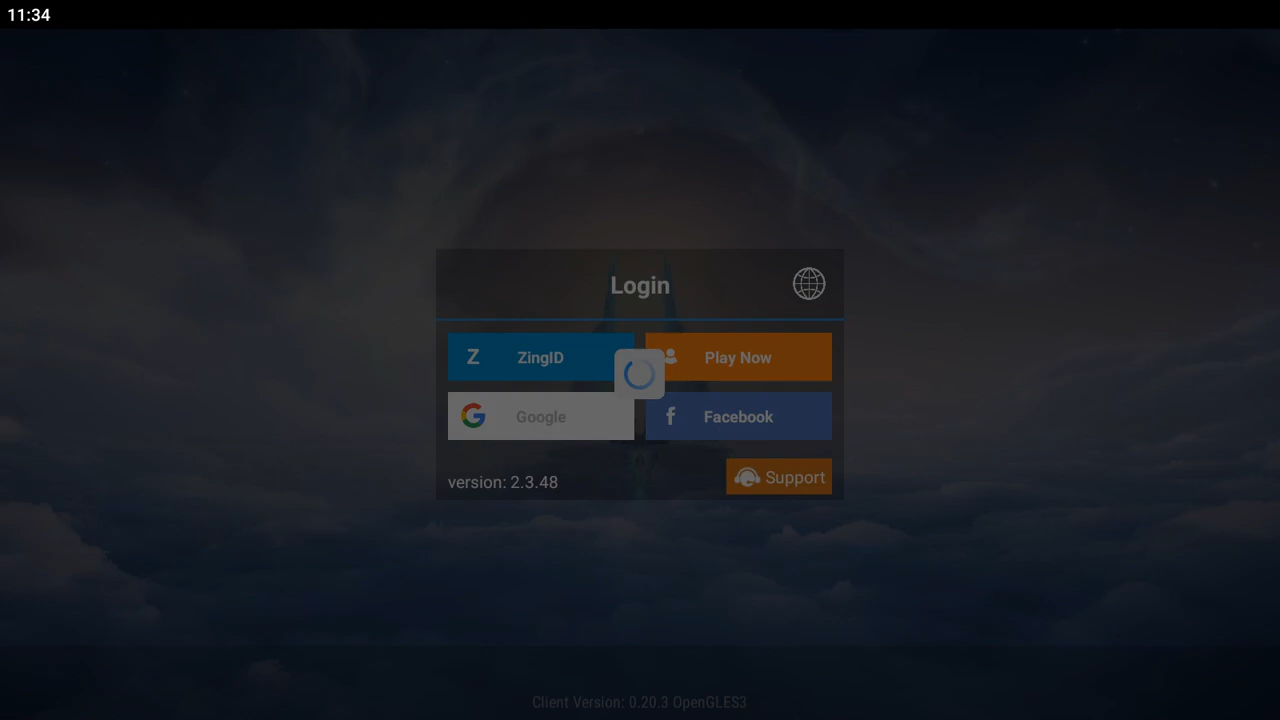 11:34
Login
Z ZingID
Play Now
Google
f Facebook
version: 2.3.48
Support
Client Version: 0.20.3 OpenGLES3